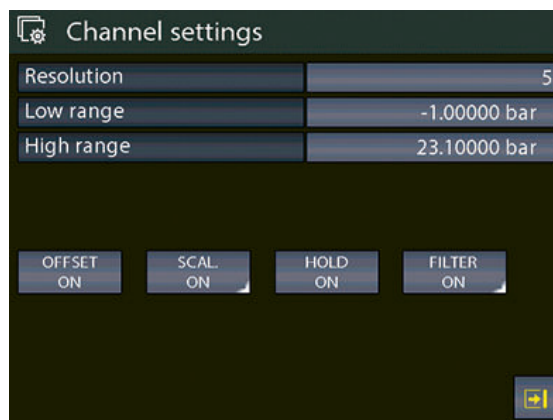 Channel settings
Resolution 5
Low range -1.00000 bar
High range 23.10000 bar
OFFSET SCAL. HOLD FILTER
ON ON ON ON